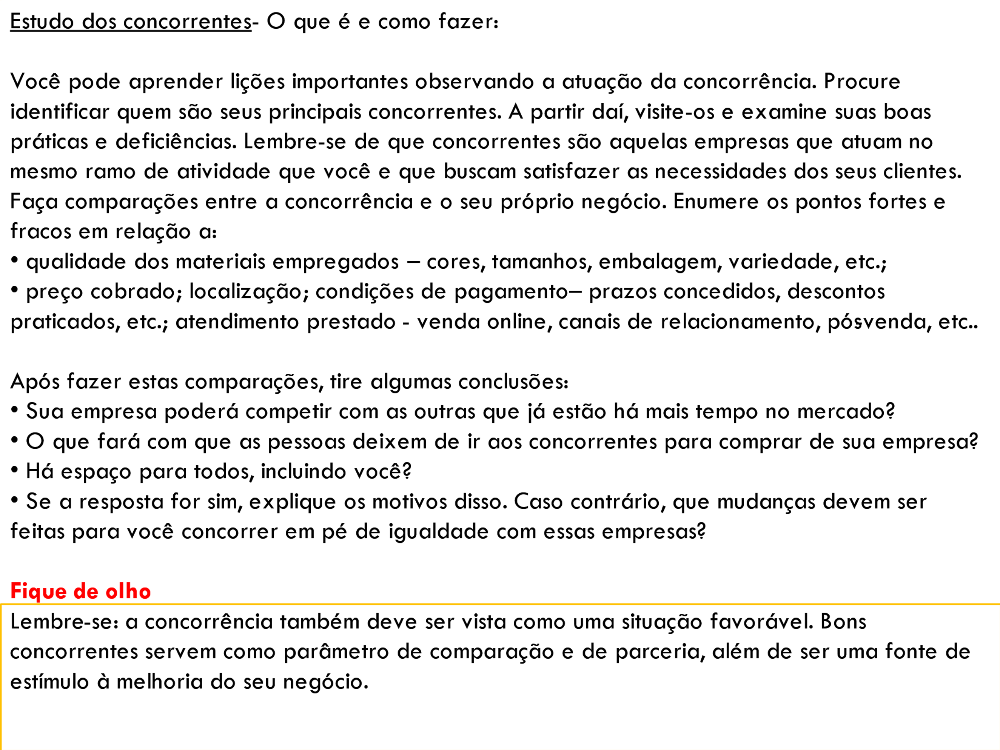 Estudo dos concorrentes- O que é e como fazer:
Você pode aprender lições importantes observando a atuação da concorrência. Procure
identificar quem são seus principais concorrentes. A partir daí, visite-os e examine suas boas
práticas e deficiências. Lembre-se de que concorrentes são aquelas empresas que atuam no
mesmo ramo de atividade que você e que buscam satisfazer as necessidades dos seus clientes.
Faça comparações entre a concorrência e o seu próprio negócio. Enumere os pontos fortes e
fracos em relação a:
• qualidade dos materiais empregados – cores, tamanhos, embalagem, variedade, etc.;
• preço cobrado; localização; condições de pagamento– prazos concedidos, descontos
praticados, etc.; atendimento prestado - venda online, canais de relacionamento, pós-venda, etc..
Após fazer estas comparações, tire algumas conclusões:
• Sua empresa poderá competir com as outras que já estão há mais tempo no mercado?
• O que fará com que as pessoas deixem de ir aos concorrentes para comprar de sua empresa?
• Há espaço para todos, incluindo você?
• Se a resposta for sim, explique os motivos disso. Caso contrário, que mudanças devem ser
feitas para você concorrer em pé de igualdade com essas empresas?
Fique de olho
Lembre-se: a concorrência também deve ser vista como uma situação favorável. Bons
concorrentes servem como parâmetro de comparação e de parceria, além de ser uma fonte de
estímulo à melhoria do seu negócio.